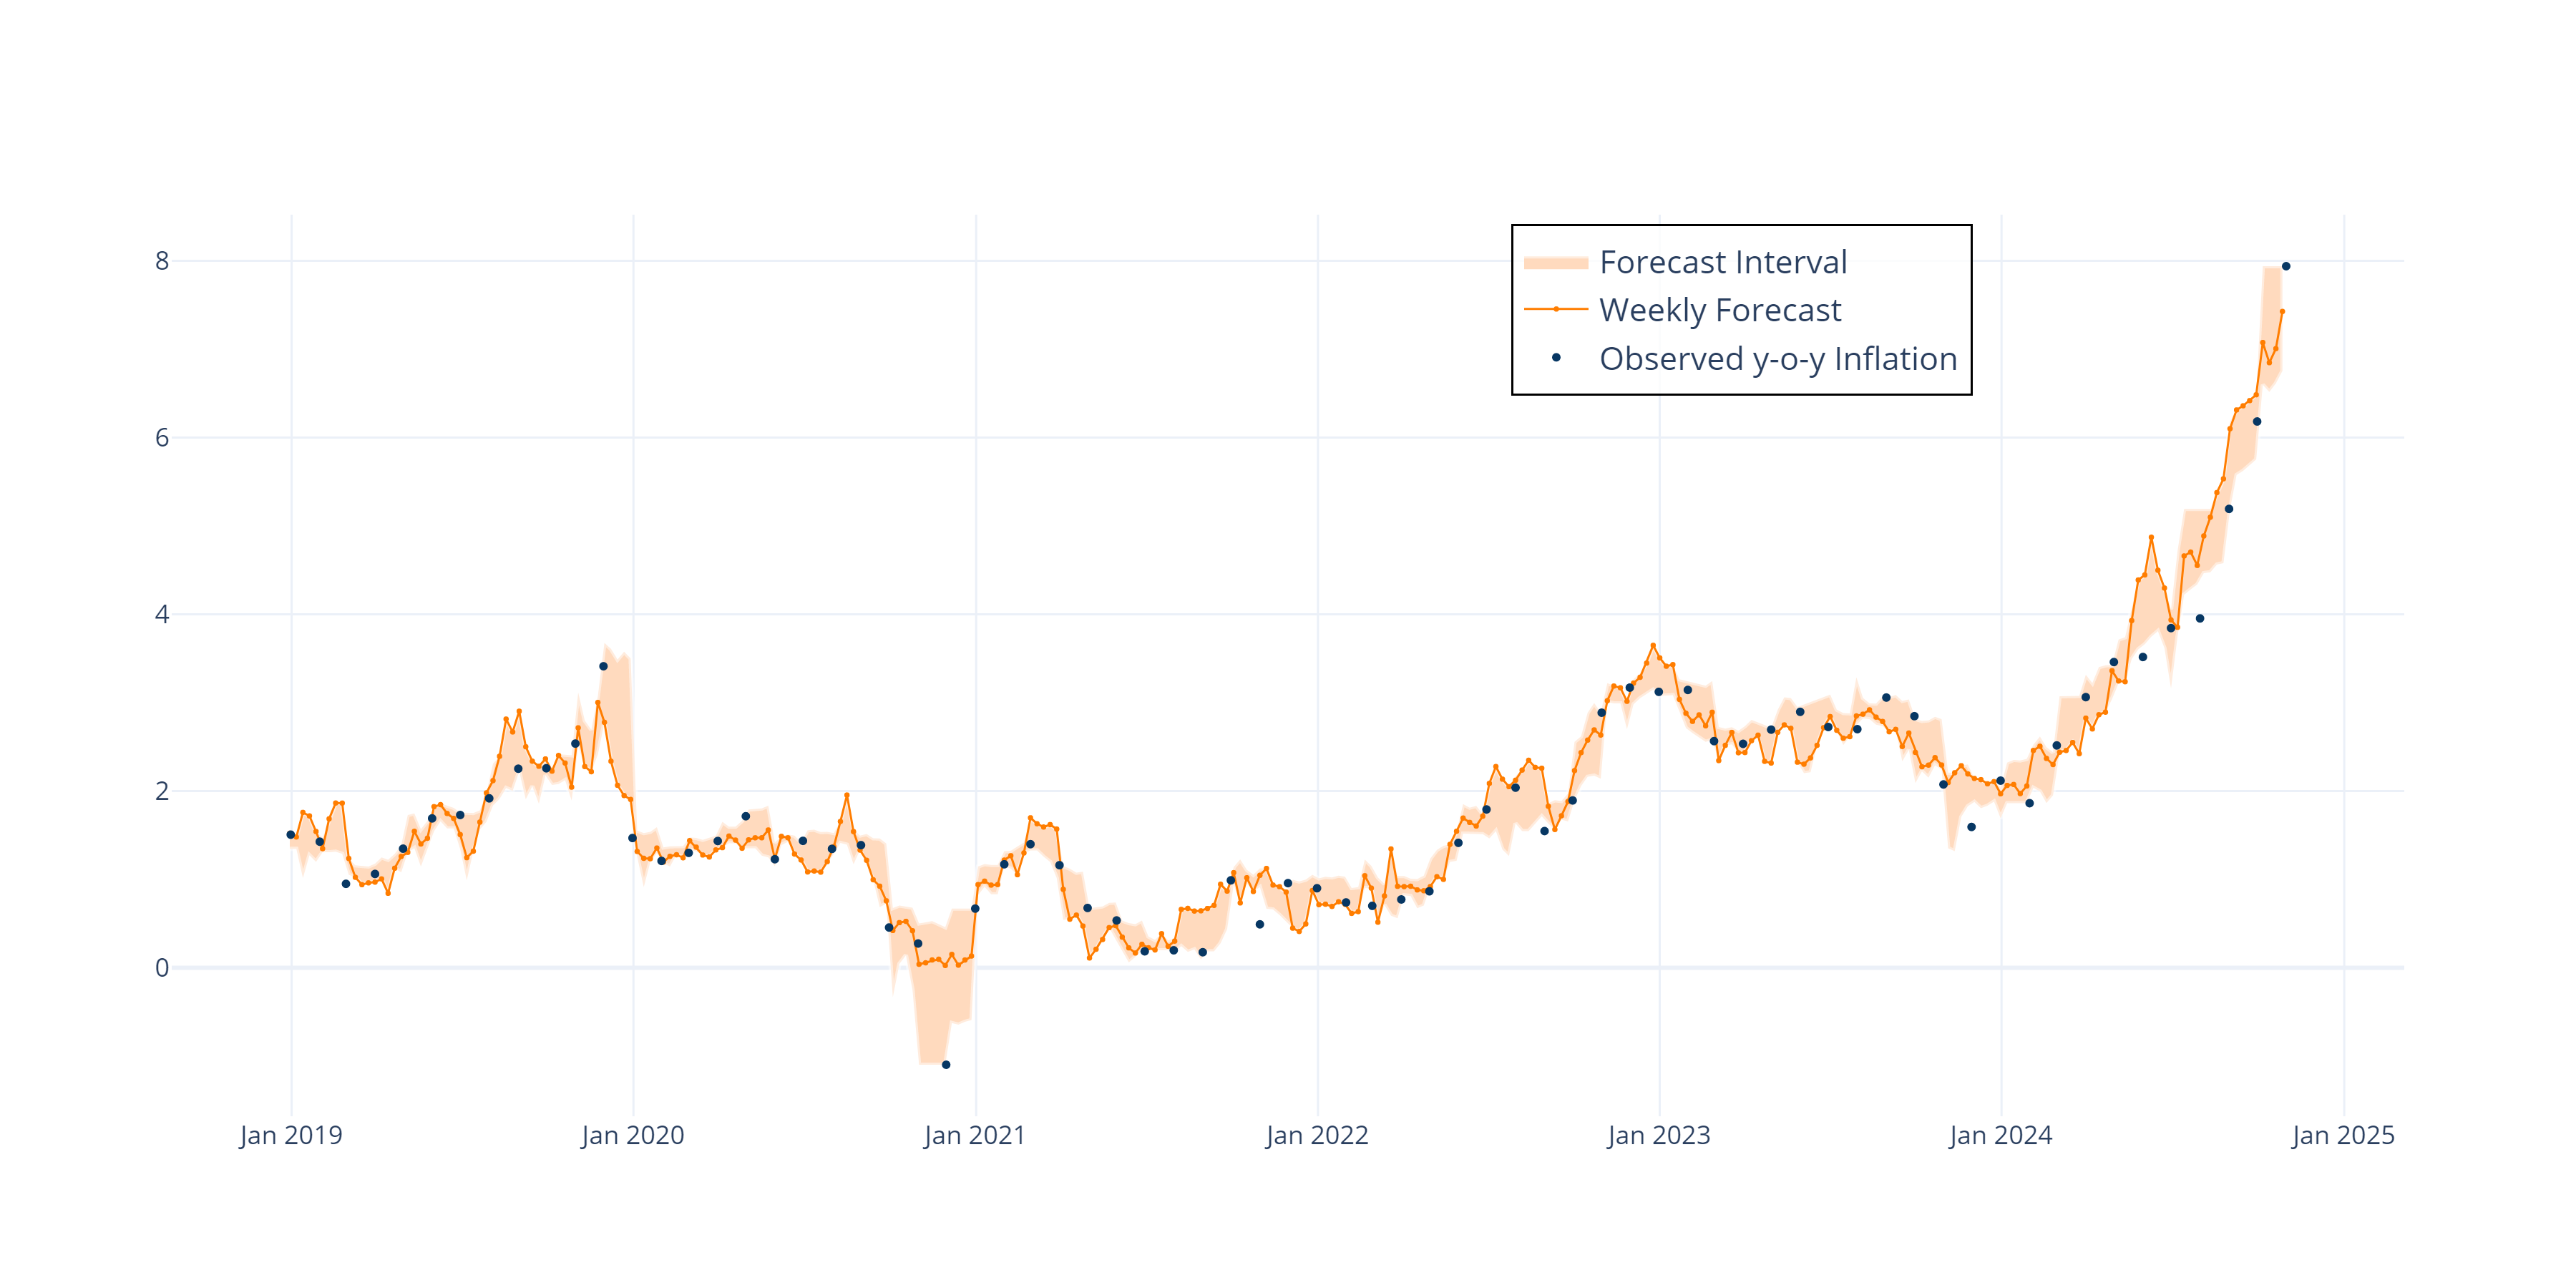 8
6
4
2
0
Forecast Interval
Weekly Forecast
Observed y-o-y Inflation
Jan 2019 Jan 2020 Jan 2021 Jan 2022 Jan 2023 Jan 2024 Jan 2025